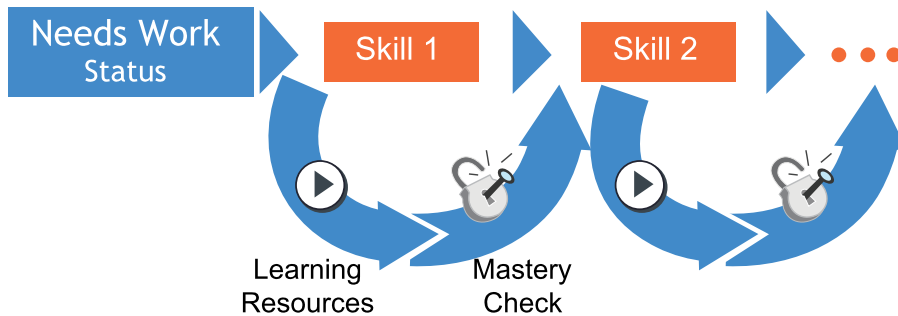 Needs Work
Status
Skill 1
Skill 2
Learning
Resources
Mastery
Check